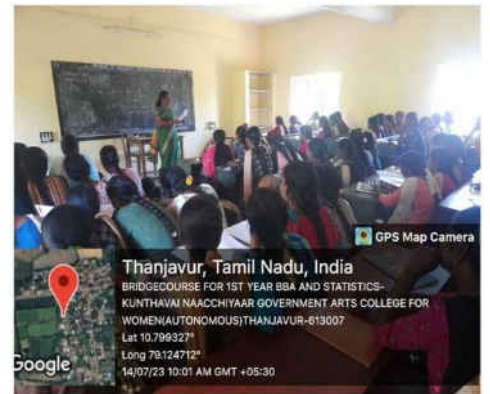 GPS Map Camera
Thanjavur, Tamil Nadu, India
BRIDGECOURSE FOR 1ST YEAR BBA AND STATISTICS-
KUNTHAVAI NAACCHIYAAR GOVERNMENT ARTS COLLEGE FOR
WOMEN(AUTONOMOUS)THANJAVUR-613007
Lat 10.799327°
Long 79.124712°
14/07/23 10:01 AM GMT +05:30
Google